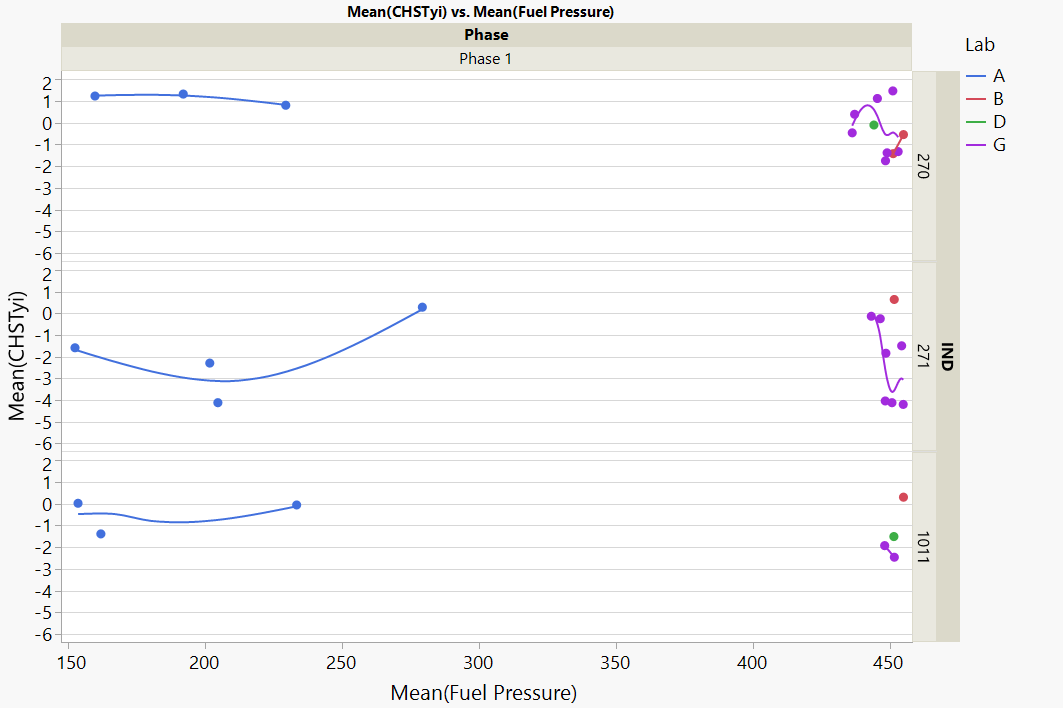 Mean(CHSTyi) vs. Mean(Fuel Pressure)
Phase
Phase 1
Lab
A
B
D
G
Mean(CHSTyi)
2
1
0
-1
-2
-3
-4
-5
-6
270
2
1
0
-1
-2
-3
-4
-5
-6
271
IND
2
1
0
-1
-2
-3
-4
-5
-6
1011
150 200 250 300 350 400 450
Mean(Fuel Pressure)